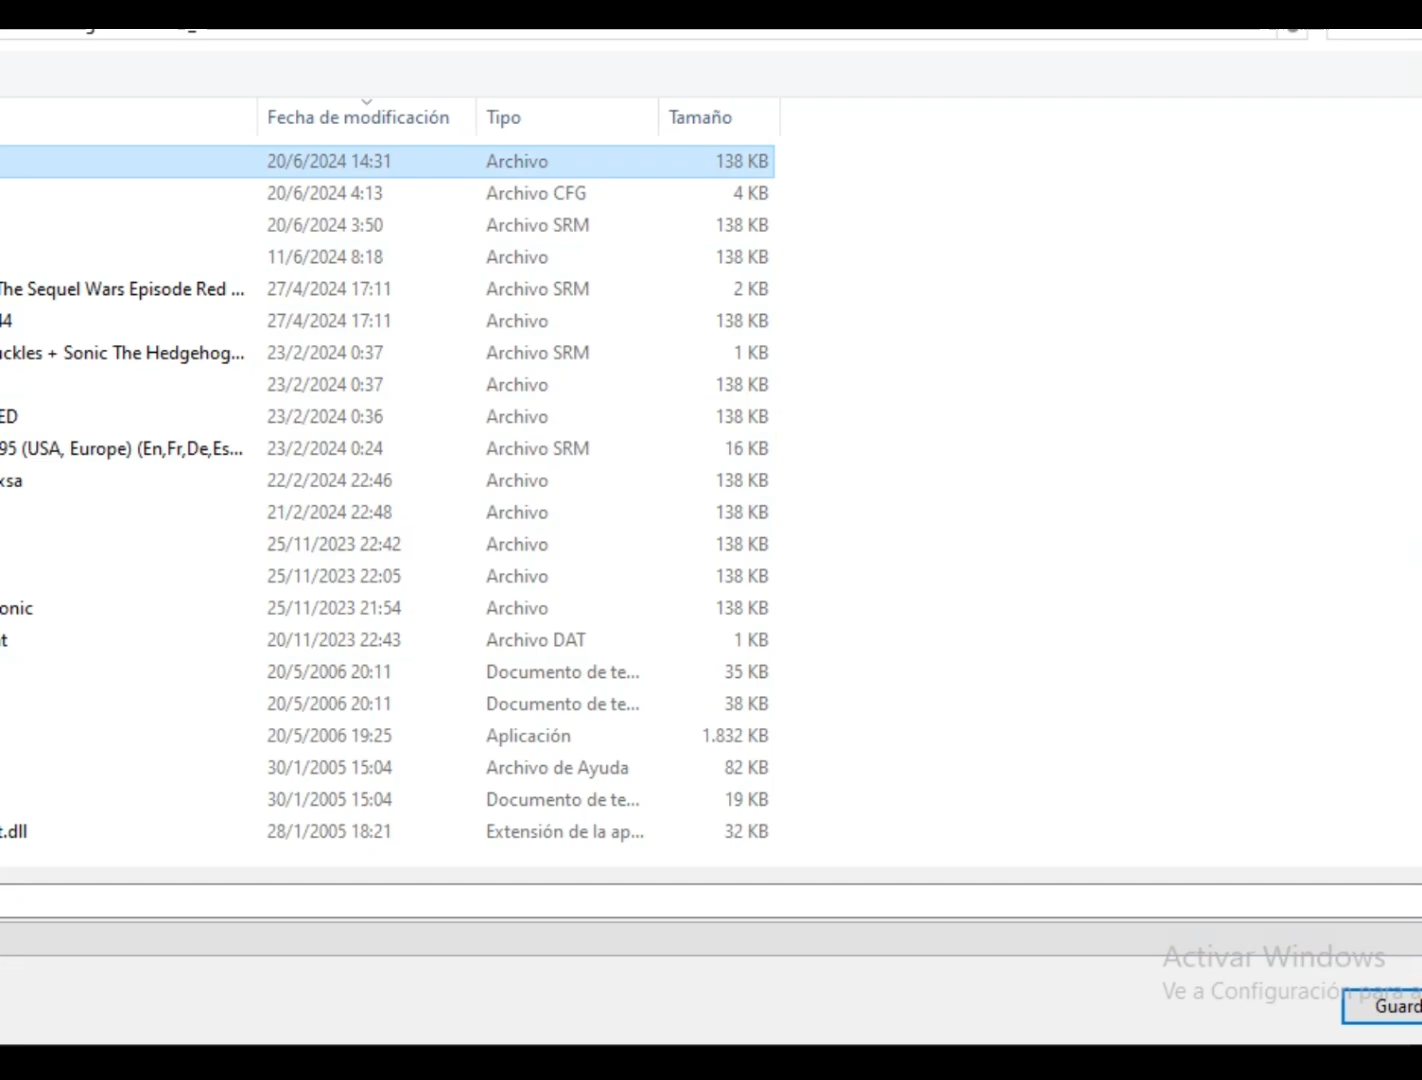 Fecha de modificación Tipo Tamaño
20/6/2024 14:31 Archivo 138 KB
20/6/2024 4:13 Archivo CFG 4 KB
20/6/2024 3:50 Archivo SRM 138 KB
11/6/2024 8:18 Archivo 138 KB
The Sequel Wars Episode Red ... 27/4/2024 17:11 Archivo SRM 2 KB
44 27/4/2024 17:11 Archivo 138 KB
uckles + Sonic The Hedgehog... 23/2/2024 0:37 Archivo SRM 1 KB
23/2/2024 0:37 Archivo 138 KB
ED 23/2/2024 0:36 Archivo 138 KB
95 (USA, Europe) (En,Fr,De,Es... 23/2/2024 0:24 Archivo SRM 16 KB
xsa 22/2/2024 22:46 Archivo 138 KB
21/2/2024 22:48 Archivo 138 KB
25/11/2023 22:42 Archivo 138 KB
25/11/2023 22:05 Archivo 138 KB
onic 25/11/2023 21:54 Archivo 138 KB
t 20/11/2023 22:43 Archivo DAT 1 KB
20/5/2006 20:11 Documento de te... 35 KB
20/5/2006 20:11 Documento de te... 38 KB
20/5/2006 19:25 Aplicación 1.832 KB
30/1/2005 15:04 Archivo de Ayuda 82 KB
30/1/2005 15:04 Documento de te... 19 KB
t.dll 28/1/2005 18:21 Extensión de la ap... 32 KB
Activar Windows
Ve a Configuración para a
Guard